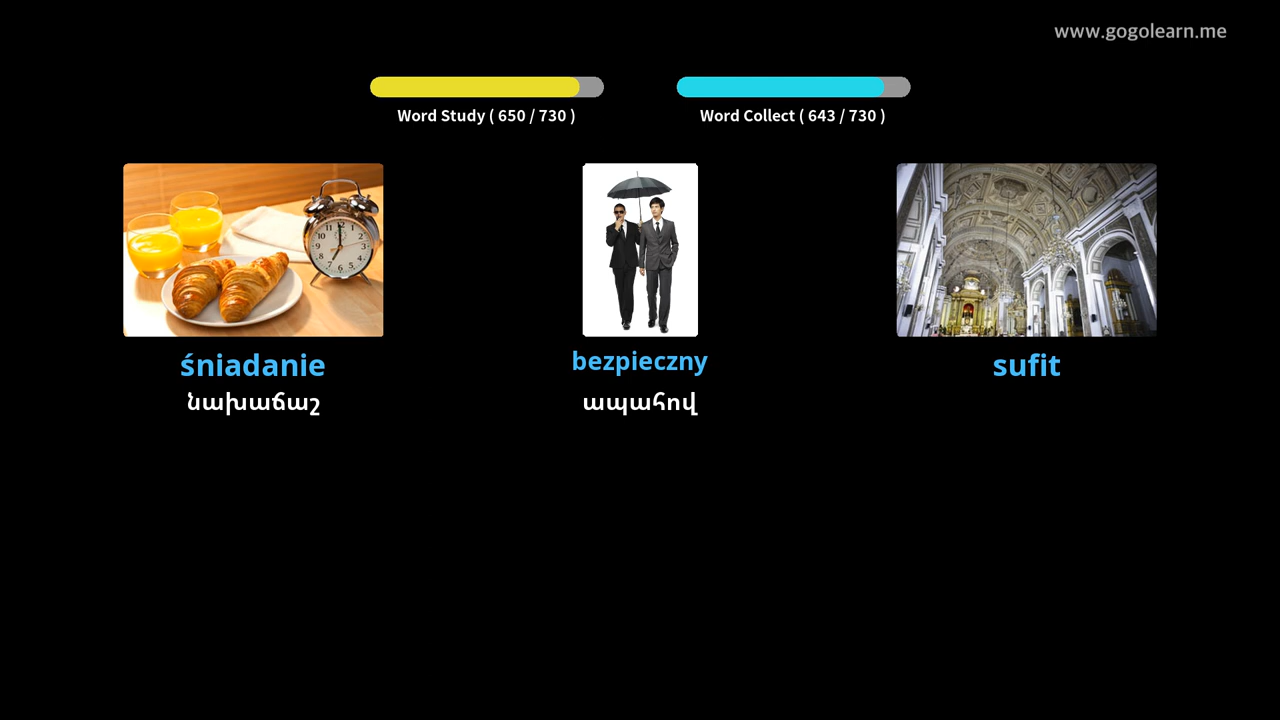 www.gogolearn.me
Word Study ( 650 / 730 )
Word Collect ( 643 / 730 )
śniadanie
նախաճաշ
bezpieczny
ապահով
sufit